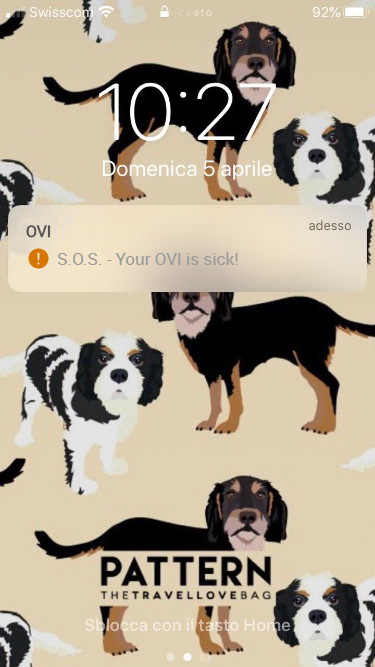 Swisscom
92%
10:27
Domenica 5 aprile
OVI
adesso
S.O.S. - Your OVI is sick!
PATTERN
THETRAVELLOVEBAG
Sblocca con il tasto Home